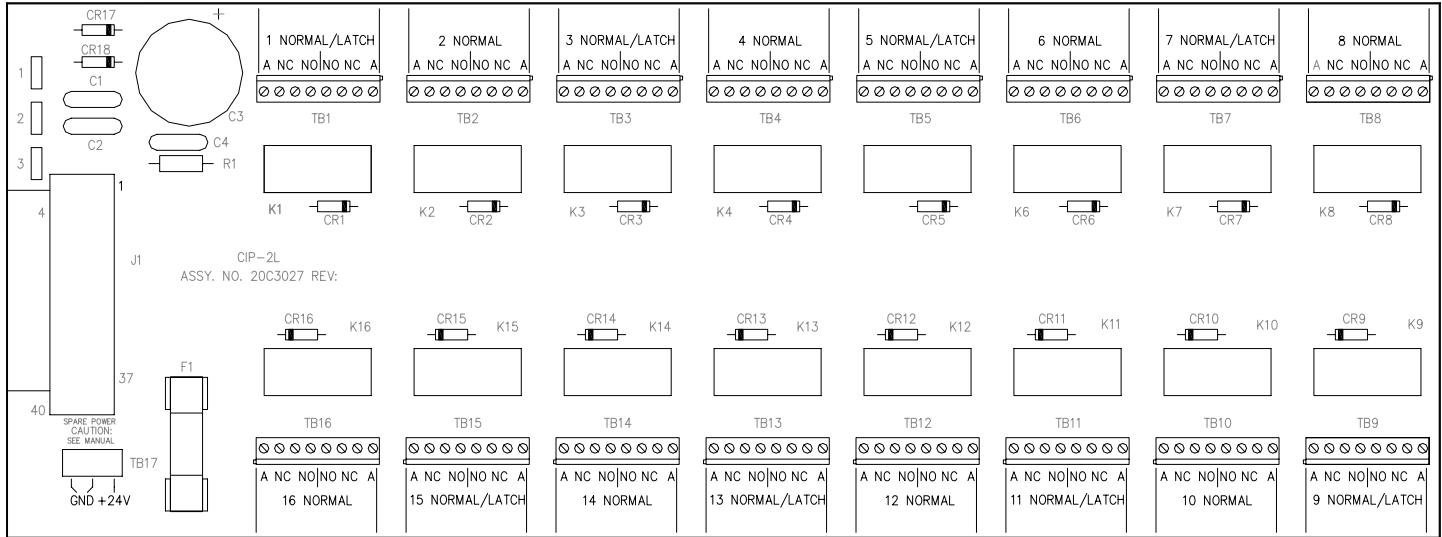 CR17
+
CR18
1
C1
2
C2
C3
C4
3
R1
1 NORMAL/LATCH
A NC NO NO NC A
TB1
2 NORMAL
A NC NO NO NC A
TB2
3 NORMAL/LATCH
A NC NO NO NC A
TB3
4 NORMAL
A NC NO NO NC A
TB4
5 NORMAL/LATCH
A NC NO NO NC A
TB5
6 NORMAL
A NC NO NO NC A
TB6
7 NORMAL/LATCH
A NC NO NO NC A
TB7
8 NORMAL
A NC NO NO NC A
TB8
1
4
K1
CR1
K2
CR2
K3
CR3
K4
CR4
CR5
K6
CR6
K7
CR7
K8
CR8
J1
CIP-2L
ASSY. NO. 20C3027 REV:
CR16
K16
CR15
K15
CR14
K14
CR13
K13
CR12
K12
CR11
K11
CR10
K10
CR9
K9
37
40
F1
SPARE POWER
CAUTION:
SEE MANUAL
TB17
GND +24V
TB16
A NC NO NO NC A
16 NORMAL
TB15
A NC NO NO NC A
15 NORMAL/LATCH
TB14
A NC NO NO NC A
14 NORMAL
TB13
A NC NO NO NC A
13 NORMAL/LATCH
TB12
A NC NO NO NC A
12 NORMAL
TB11
A NC NO NO NC A
11 NORMAL/LATCH
TB10
A NC NO NO NC A
10 NORMAL
TB9
A NC NO NO NC A
9 NORMAL/LATCH